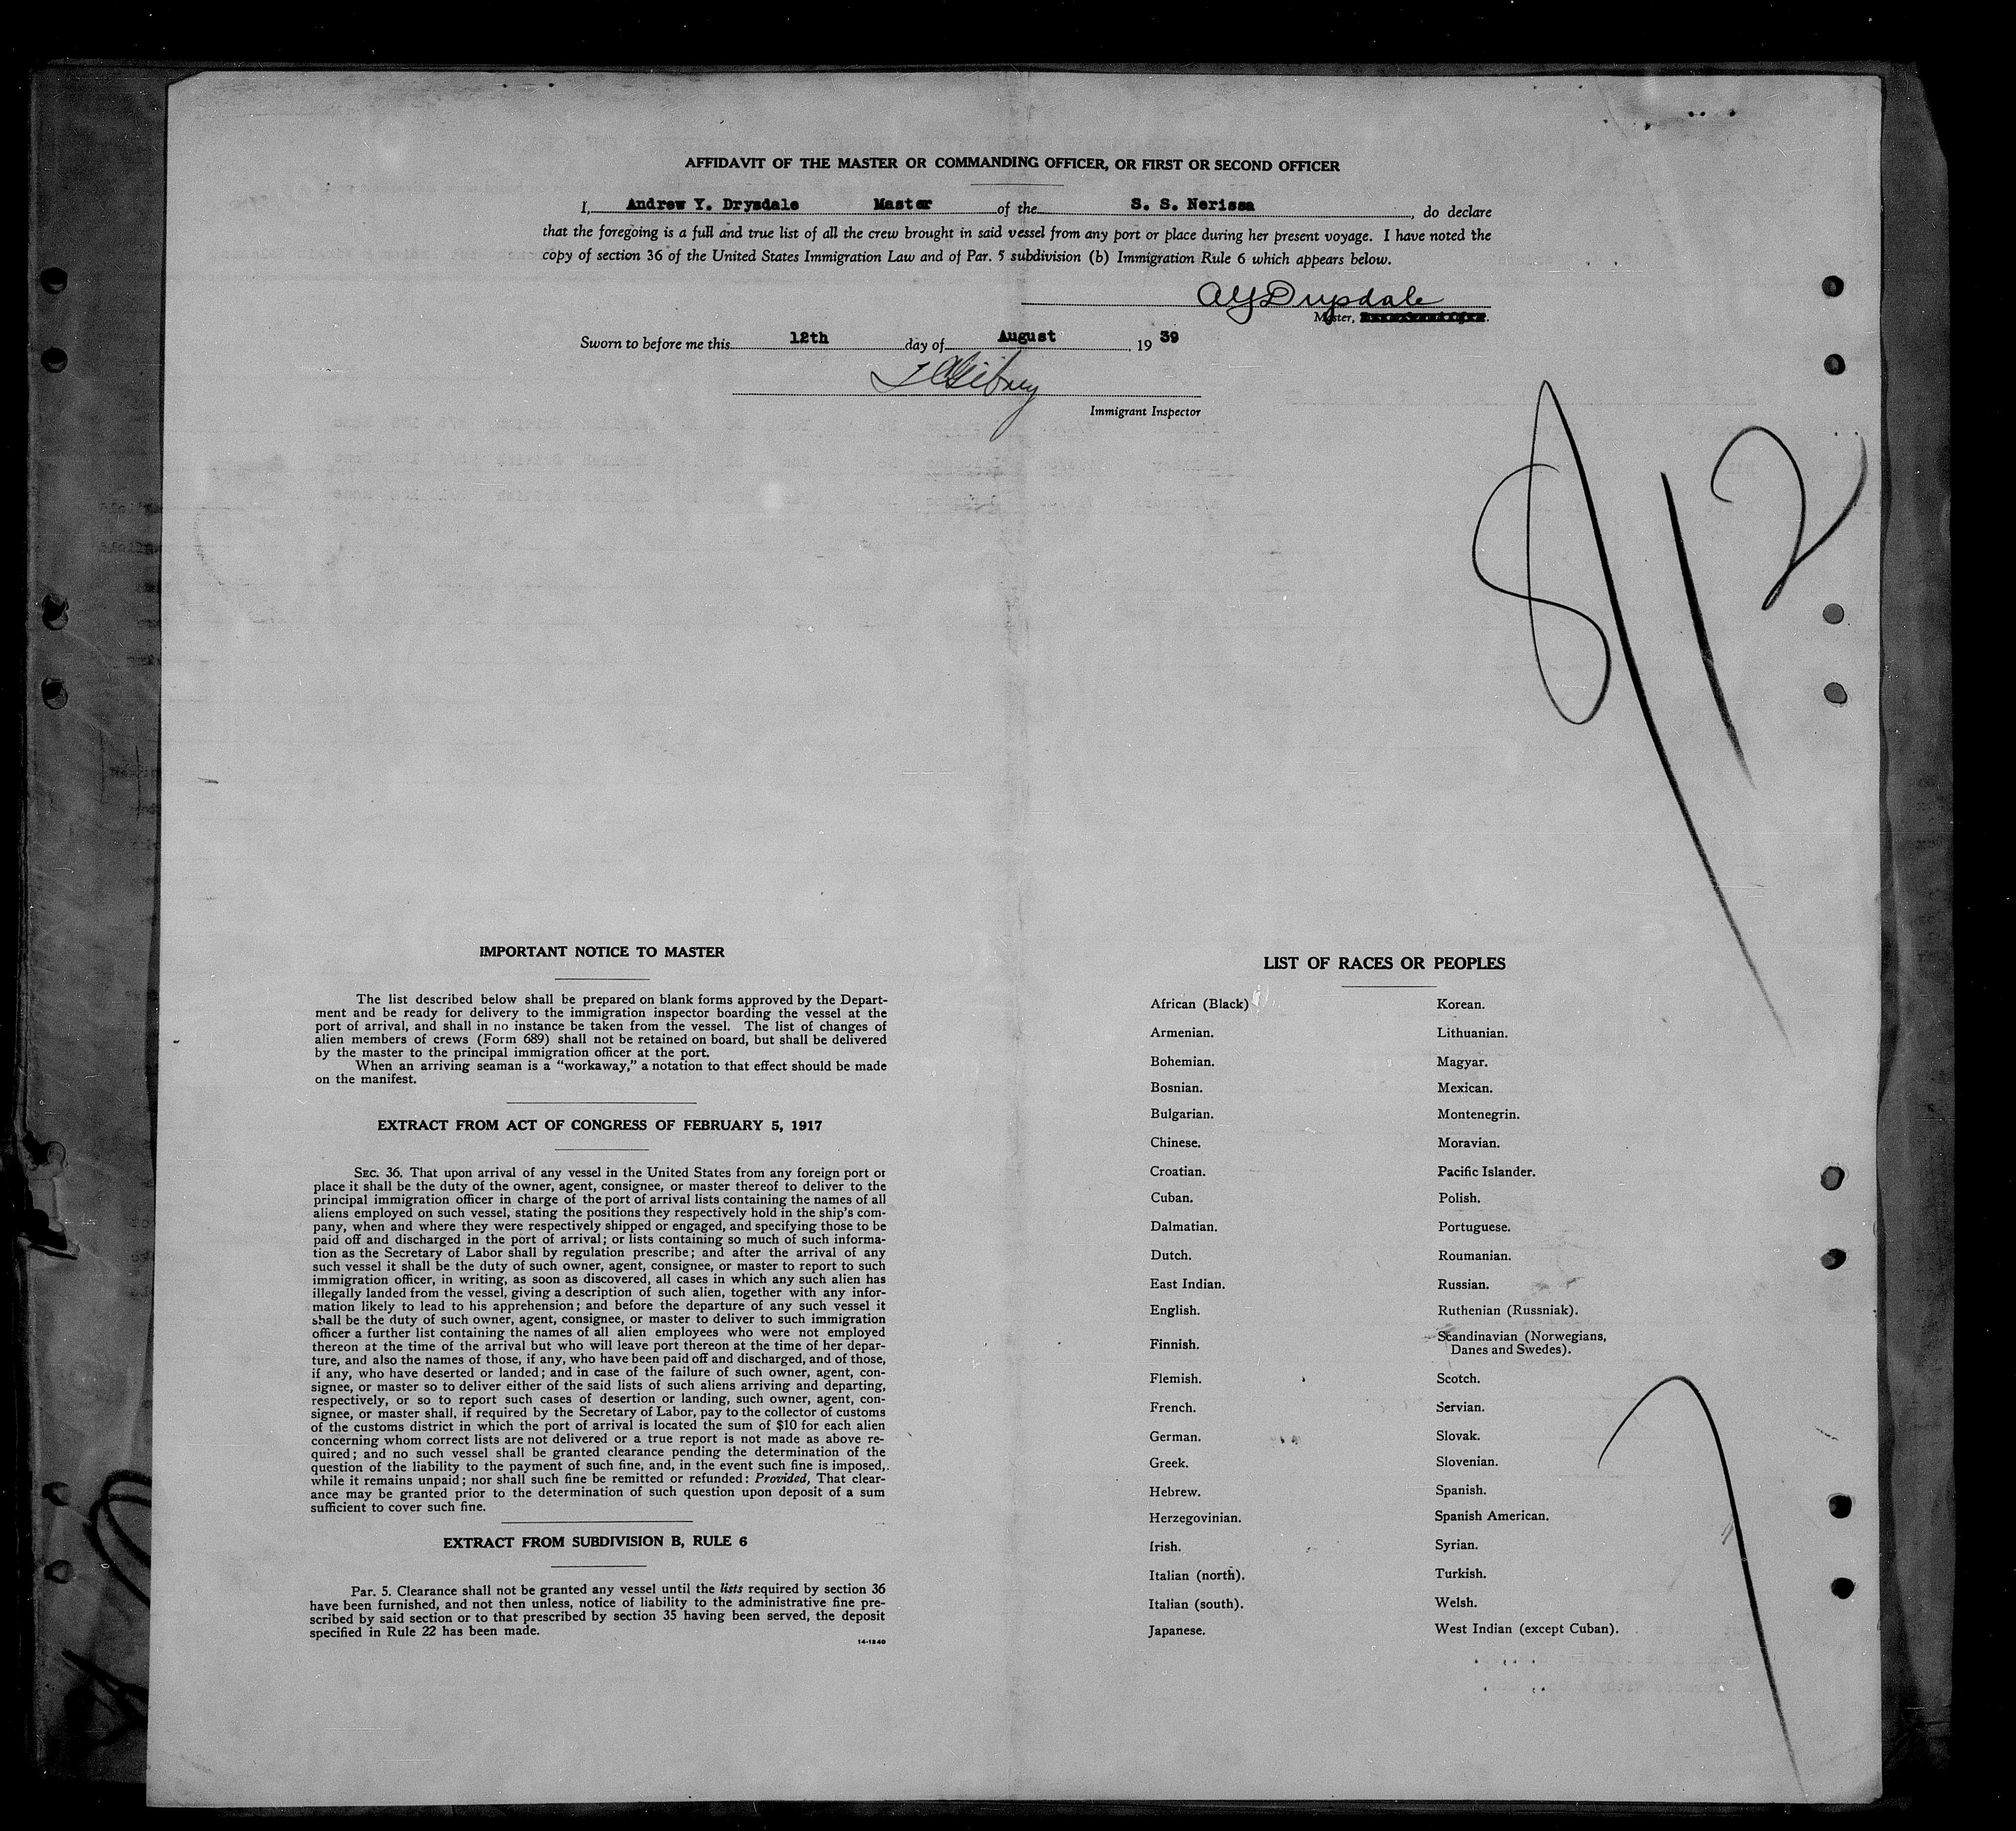 AFFIDAVIT OF THE MASTER OR COMMANDING OFFICER, OR FIRST OR SECOND OFFICER
I, Andrew Y. Drysdale Master of the S. S. Nerissa, do declare
that the foregoing is a full and true list of all the crew brought in said vessel from any port or place during her present voyage. I have noted the
copy of section 36 of the United States Immigration Law and of Par. 5 subdivision (b) Immigration Rule 6 which appears below.
AYDrysdale
Master,
Sworn to before me this 12th day of August 1939
Immigrant Inspector
8/12
IMPORTANT NOTICE TO MASTER
The list described below shall be prepared on blank forms approved by the Depart-
ment and be ready for delivery to the immigration inspector boarding the vessel at the
port of arrival, and shall in no instance be taken from the vessel. The list of changes of
alien members of crews (Form 689) shall not be retained on board, but shall be delivered
by the master to the principal immigration officer at the port.
When an arriving seaman is a “workaway,” a notation to that effect should be made
on the manifest.
EXTRACT FROM ACT OF CONGRESS OF FEBRUARY 5, 1917
SEC. 36. That upon arrival of any vessel in the United States from any foreign port or
place it shall be the duty of the owner, agent, consignee, or master thereof to deliver to the
principal immigration officer in charge of the port of arrival lists containing the names of all
aliens employed on such vessel, stating the positions they respectively hold in the ship's com-
pany, when and where they were respectively shipped or engaged, and specifying those to be
paid off and discharged in the port of arrival; or lists containing so much of such informa-
tion as the Secretary of Labor shall by regulation prescribe; and after the arrival of any
such vessel it shall be the duty of such owner, agent, consignee, or master to report to such
immigration officer, in writing, as soon as discovered, all cases in which any such alien has
illegally landed from the vessel, giving a description of such alien, together with any infor-
mation likely to lead to his apprehension; and before the departure of any such vessel it
shall be the duty of such owner, agent, consignee, or master to deliver to such immigration
officer a further list containing the names of all alien employees who were not employed
thereon at the time of the arrival but who will leave port thereon at the time of her depar-
ture, and also the names of those, if any, who have been paid off and discharged, and of those,
if any, who have deserted or landed; and in case of the failure of such owner, agent, con-
signee, or master so to deliver either of the said lists of such aliens arriving and departing,
respectively, or so to report such cases of desertion or landing, such owner, agent, con-
signee, or master shall, if required by the Secretary of Labor, pay to the collector of customs
of the customs district in which the port of arrival is located the sum of $10 for each alien
concerning whom correct lists are not delivered or a true report is not made as above re-
quired; and no such vessel shall be granted clearance pending the determination of the
question of the liability to the payment of such fine, and, in the event such fine is imposed,
while it remains unpaid; nor shall such fine be remitted or refunded: Provided, That clear-
ance may be granted prior to the determination of such question upon deposit of a sum
sufficient to cover such fine.
EXTRACT FROM SUBDIVISION B, RULE 6
Par. 5. Clearance shall not be granted any vessel until the lists required by section 36
have been furnished, and not then unless, notice of liability to the administrative fine pre-
scribed by said section or to that prescribed by section 35 having been served, the deposit
specified in Rule 22 has been made.
14-1240
LIST OF RACES OR PEOPLES
African (Black)
Armenian.
Bohemian.
Bosnian.
Bulgarian.
Chinese.
Croatian.
Cuban.
Dalmatian.
Dutch.
East Indian.
English.
Finnish.
Flemish.
French.
German.
Greek.
Hebrew.
Herzegovinian.
Irish.
Italian (north).
Italian (south).
Japanese.
Korean.
Lithuanian.
Magyar.
Mexican.
Montenegrin.
Moravian.
Pacific Islander.
Polish.
Portuguese.
Roumanian.
Russian.
Ruthenian (Russniak).
Scandinavian (Norwegians,
Danes and Swedes).
Scotch.
Servian.
Slovak.
Slovenian.
Spanish.
Spanish American.
Syrian.
Turkish.
Welsh.
West Indian (except Cuban).